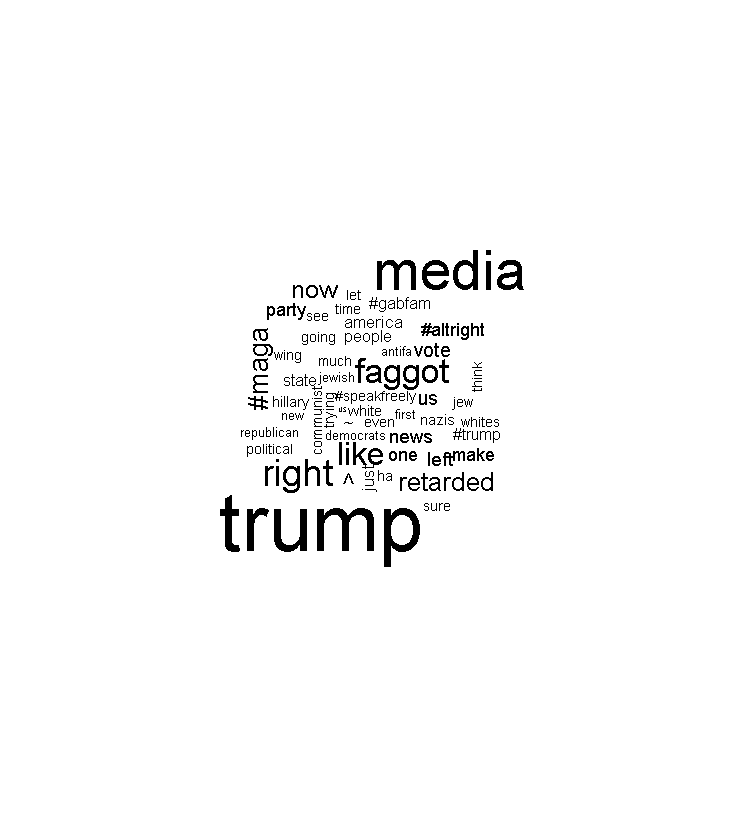 media
now
let
#gabfam
party
see
time
america
#altright
going
people
#maga
wing
antifa
vote
much
faggot
think
state
jewish
hillary
communist
trying
#speakfreely
us
jew
new
us
white
first
~
even
nazis
whites
republican
democrats
news
#trump
political
like
one
left
make
right
^
just
ha
retarded
trump
sure